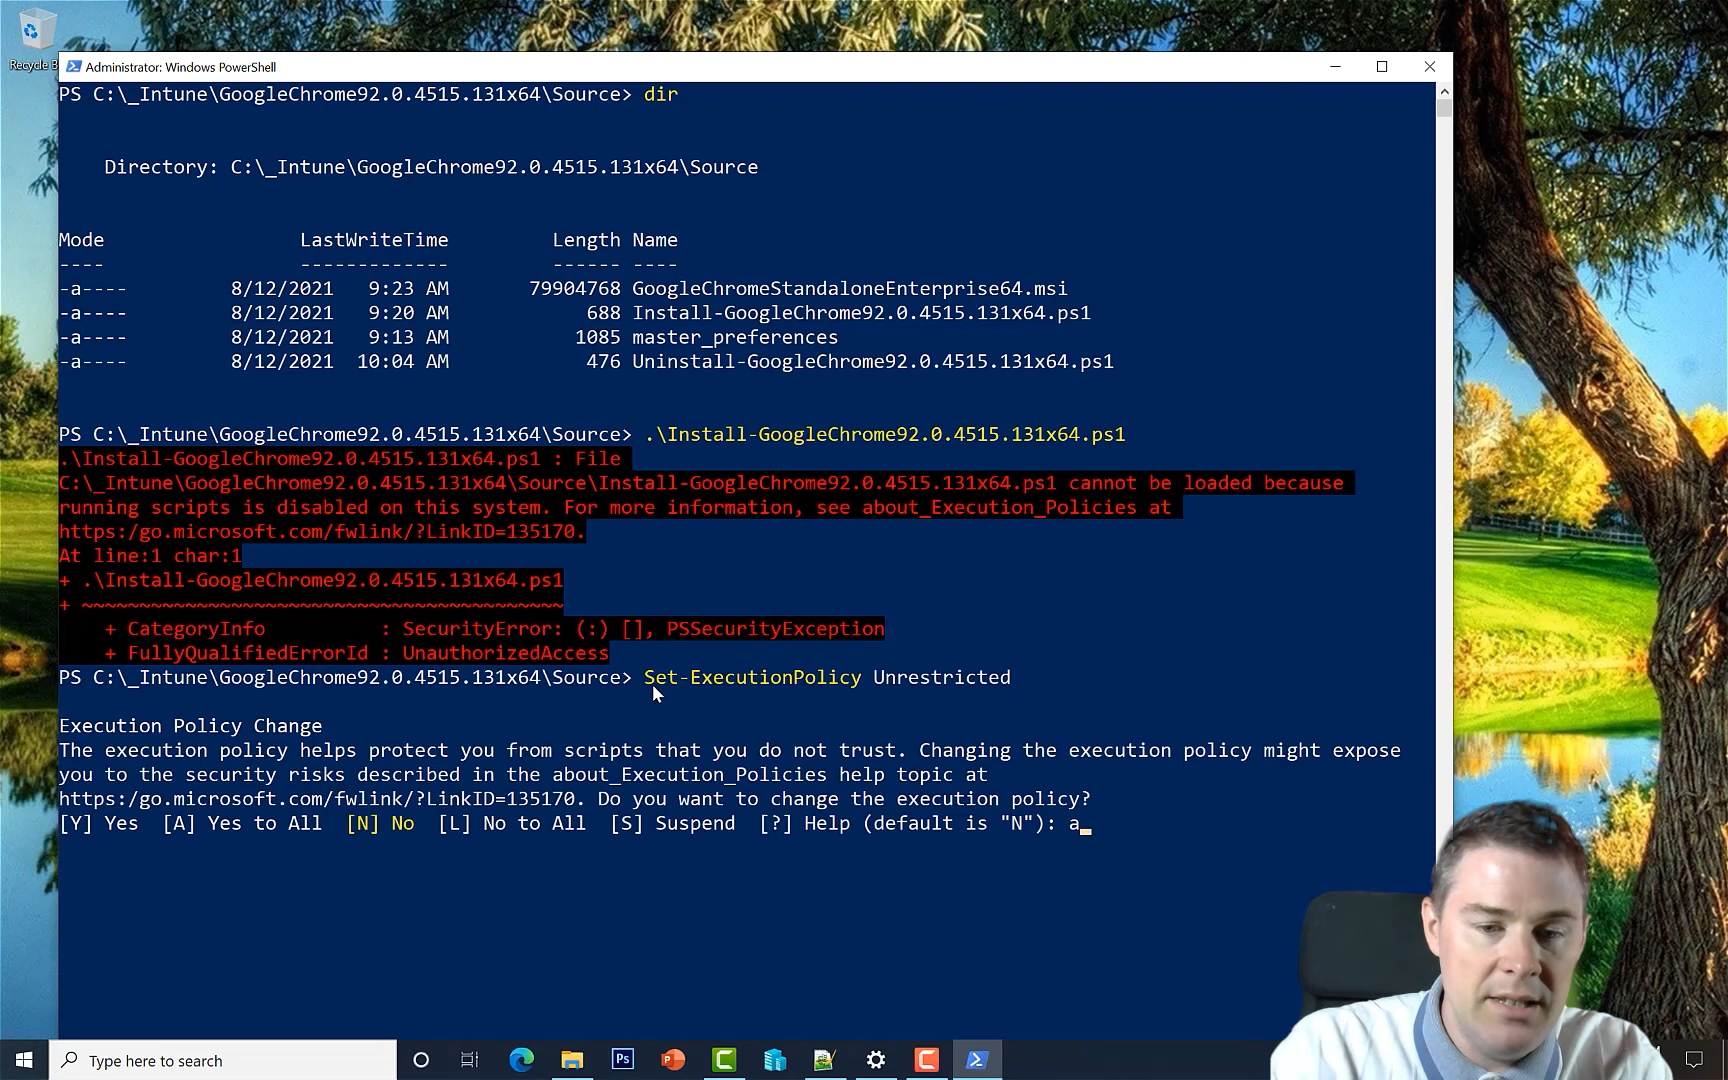 Recycle B
Administrator: Windows PowerShell
PS C:\_Intune\GoogleChrome92.0.4515.131x64\Source> dir
Directory: C:\_Intune\GoogleChrome92.0.4515.131x64\Source
Mode LastWriteTime Length Name
---- ------------- ------ ----
-a---- 8/12/2021 9:23 AM 79904768 GoogleChromeStandaloneEnterprise64.msi
-a---- 8/12/2021 9:20 AM 688 Install-GoogleChrome92.0.4515.131x64.ps1
-a---- 8/12/2021 9:13 AM 1085 master_preferences
-a---- 8/12/2021 10:04 AM 476 Uninstall-GoogleChrome92.0.4515.131x64.ps1
PS C:\_Intune\GoogleChrome92.0.4515.131x64\Source> .\Install-GoogleChrome92.0.4515.131x64.ps1
.\Install-GoogleChrome92.0.4515.131x64.ps1 : File
C:\_Intune\GoogleChrome92.0.4515.131x64\Source\Install-GoogleChrome92.0.4515.131x64.ps1 cannot be loaded because
running scripts is disabled on this system. For more information, see about_Execution_Policies at
https:/go.microsoft.com/fwlink/?LinkID=135170.
At line:1 char:1
+ .\Install-GoogleChrome92.0.4515.131x64.ps1
+ ~~~~~~~~~~~~~~~~~~~~~~~~~~~~~~~~~~~~~~~~~~
+ CategoryInfo : SecurityError: (:) [], PSSecurityException
+ FullyQualifiedErrorId : UnauthorizedAccess
PS C:\_Intune\GoogleChrome92.0.4515.131x64\Source> Set-ExecutionPolicy Unrestricted
Execution Policy Change
The execution policy helps protect you from scripts that you do not trust. Changing the execution policy might expose
you to the security risks described in the about_Execution_Policies help topic at
https:/go.microsoft.com/fwlink/?LinkID=135170. Do you want to change the execution policy?
[Y] Yes [A] Yes to All [N] No [L] No to All [S] Suspend [?] Help (default is "N"): a
Type here to search
Ps